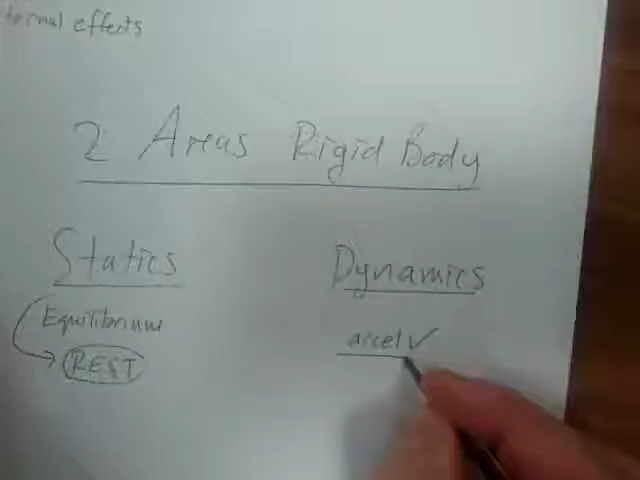 ternal effects
2 Areas Rigid Body
Statics
Equilibrium
REST
Dynamics
accel ✓